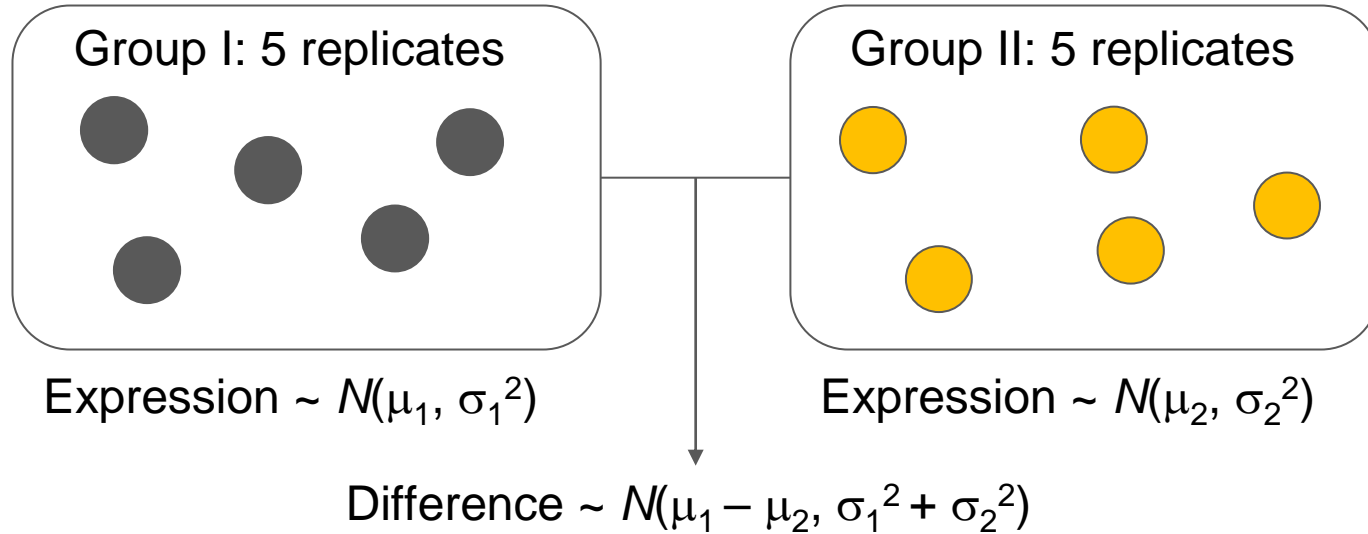 Group I: 5 replicates
Group II: 5 replicates
Expression ~ N(μ₁, σ₁²)
Expression ~ N(μ₂, σ₂²)
Difference ~ N(μ₁ – μ₂, σ₁² + σ₂²)